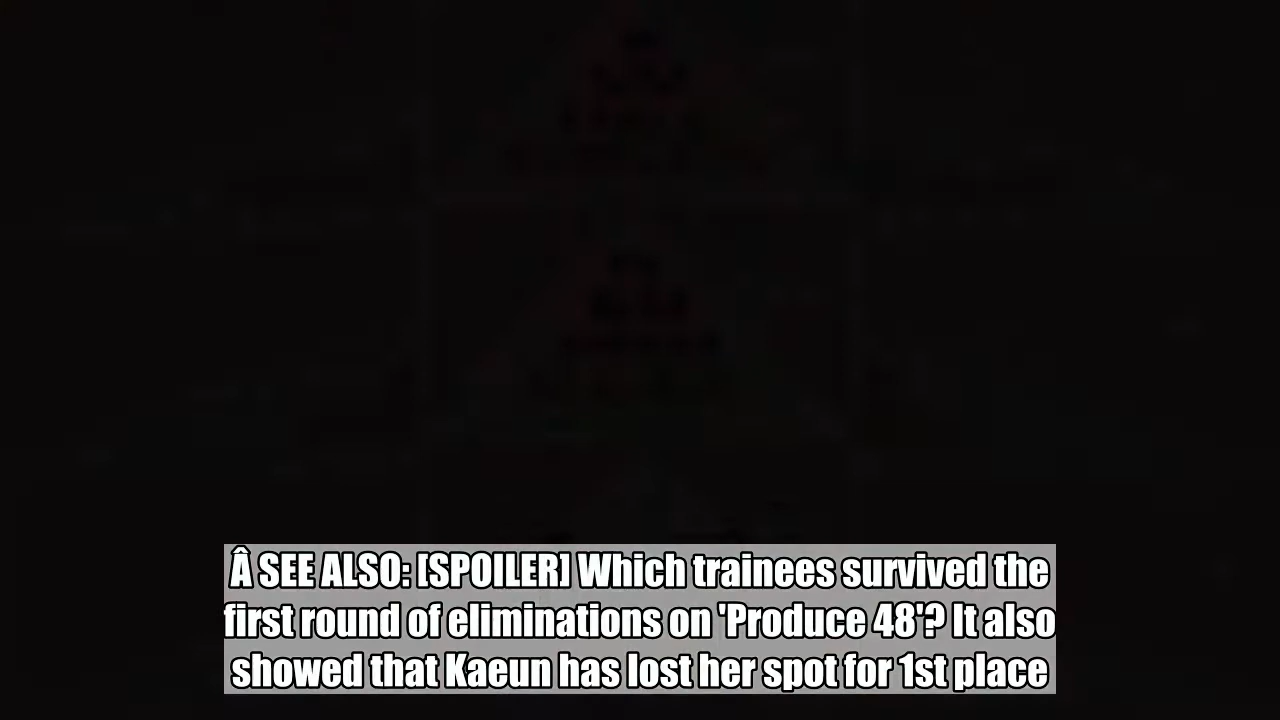 Â SEE ALSO: [SPOILER] Which trainees survived the
first round of eliminations on 'Produce 48'? It also
showed that Kaeun has lost her spot for 1st place